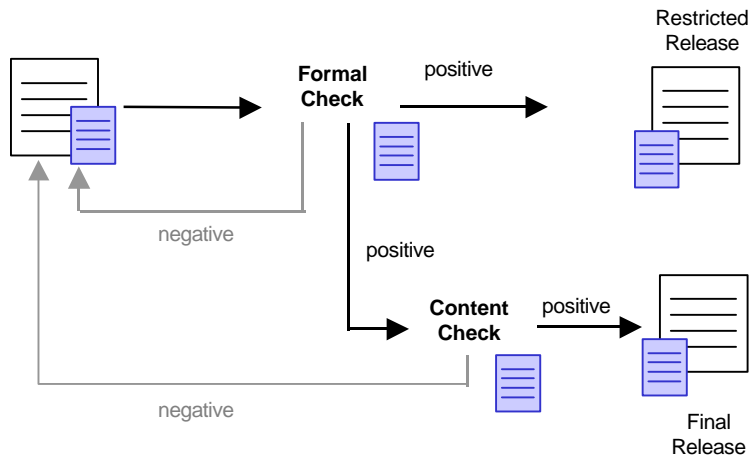 Restricted
Release
Formal
Check
positive
negative
positive
Content
Check
positive
negative
Final
Release